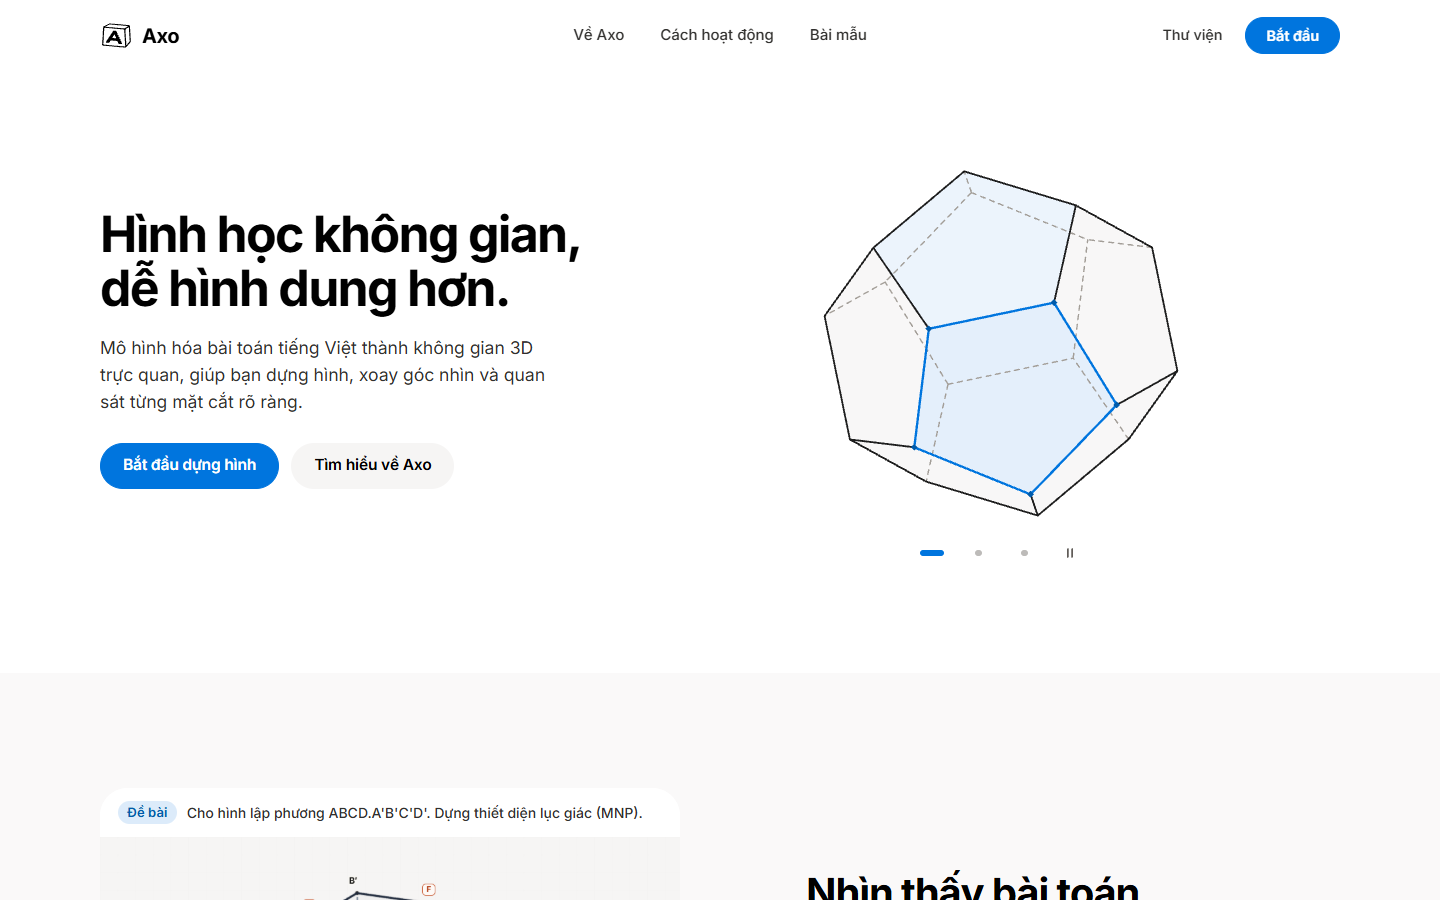 A Axo
Về Axo
Cách hoạt động
Bài mẫu
Thư viện
Bắt đầu
Hình học không gian,
dễ hình dung hơn.
Mô hình hóa bài toán tiếng Việt thành không gian 3D
trực quan, giúp bạn dựng hình, xoay góc nhìn và quan
sát từng mặt cắt rõ ràng.
Bắt đầu dựng hình
Tìm hiểu về Axo
Đề bài
Cho hình lập phương ABCD.A'B'C'D'. Dựng thiết diện lục giác (MNP).
B'
F
Nhìn thấy bài toán